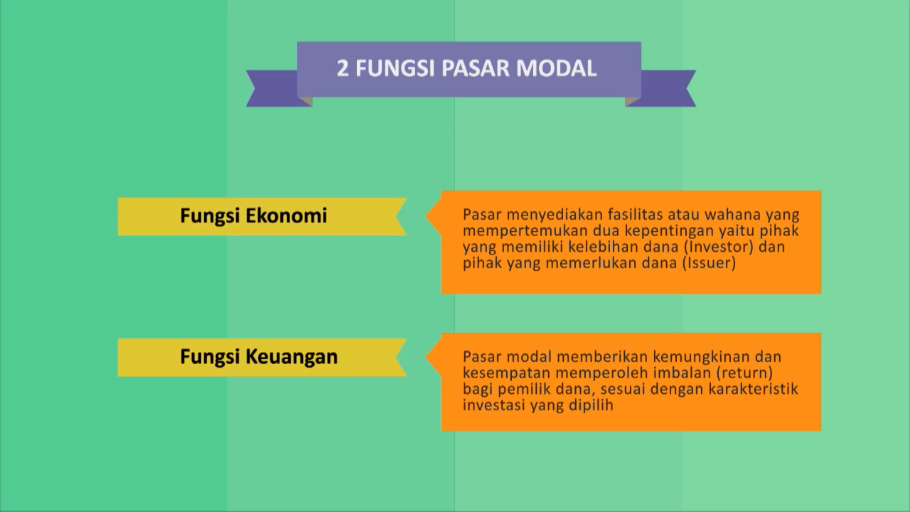 2 FUNGSI PASAR MODAL
Fungsi Ekonomi
Pasar menyediakan fasilitas atau wahana yang
mempertemukan dua kepentingan yaitu pihak
yang memiliki kelebihan dana (Investor) dan
pihak yang memerlukan dana (Issuer)
Fungsi Keuangan
Pasar modal memberikan kemungkinan dan
kesempatan memperoleh imbalan (return)
bagi pemilik dana, sesuai dengan karakteristik
investasi yang dipilih